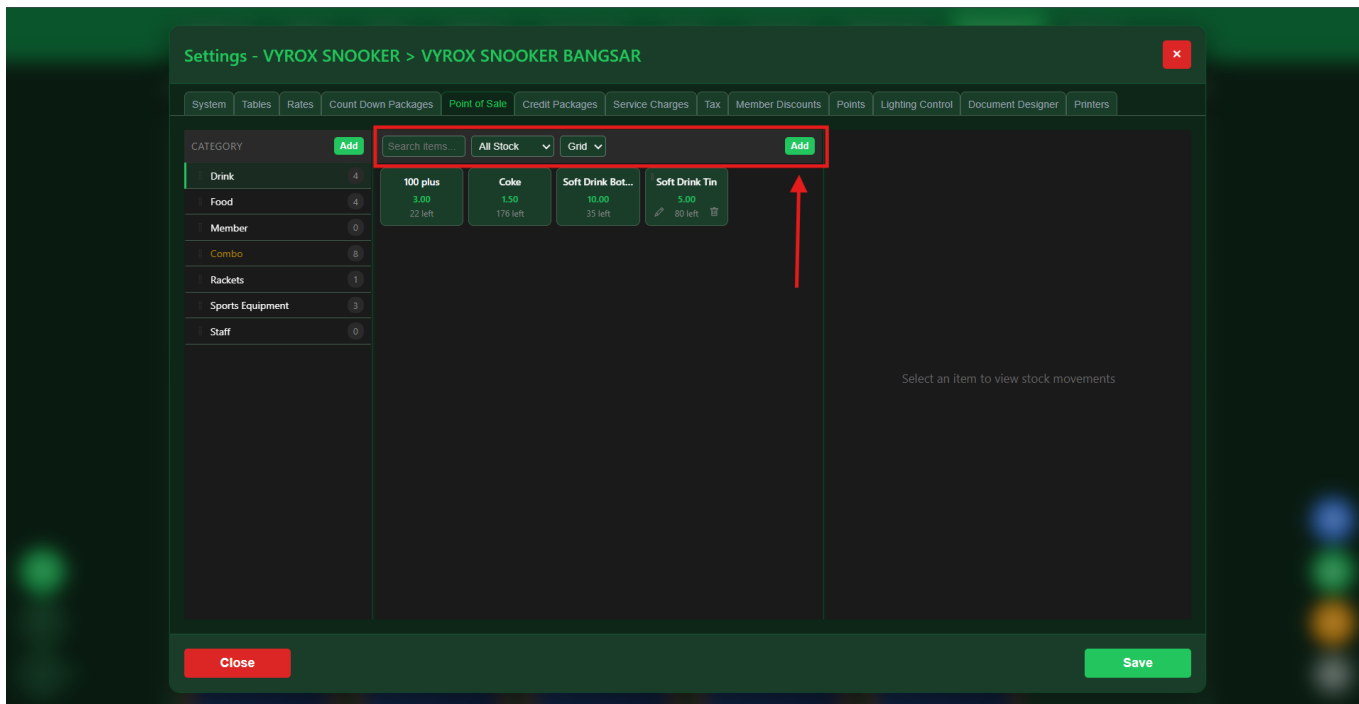 Settings - VYROX SNOOKER > VYROX SNOOKER BANGSAR
×
System Tables Rates Count Down Packages Point of Sale Credit Packages Service Charges Tax Member Discounts Points Lighting Control Document Designer Printers
CATEGORY Add
Drink 4
Food 4
Member 0
Combo 8
Rackets 1
Sports Equipment 3
Staff 0
Search items... All Stock Grid Add
100 plus
3.00
22 left
Coke
1.50
176 left
Soft Drink Bot...
10.00
35 left
Soft Drink Tin
5.00
80 left
Select an item to view stock movements
Close Save